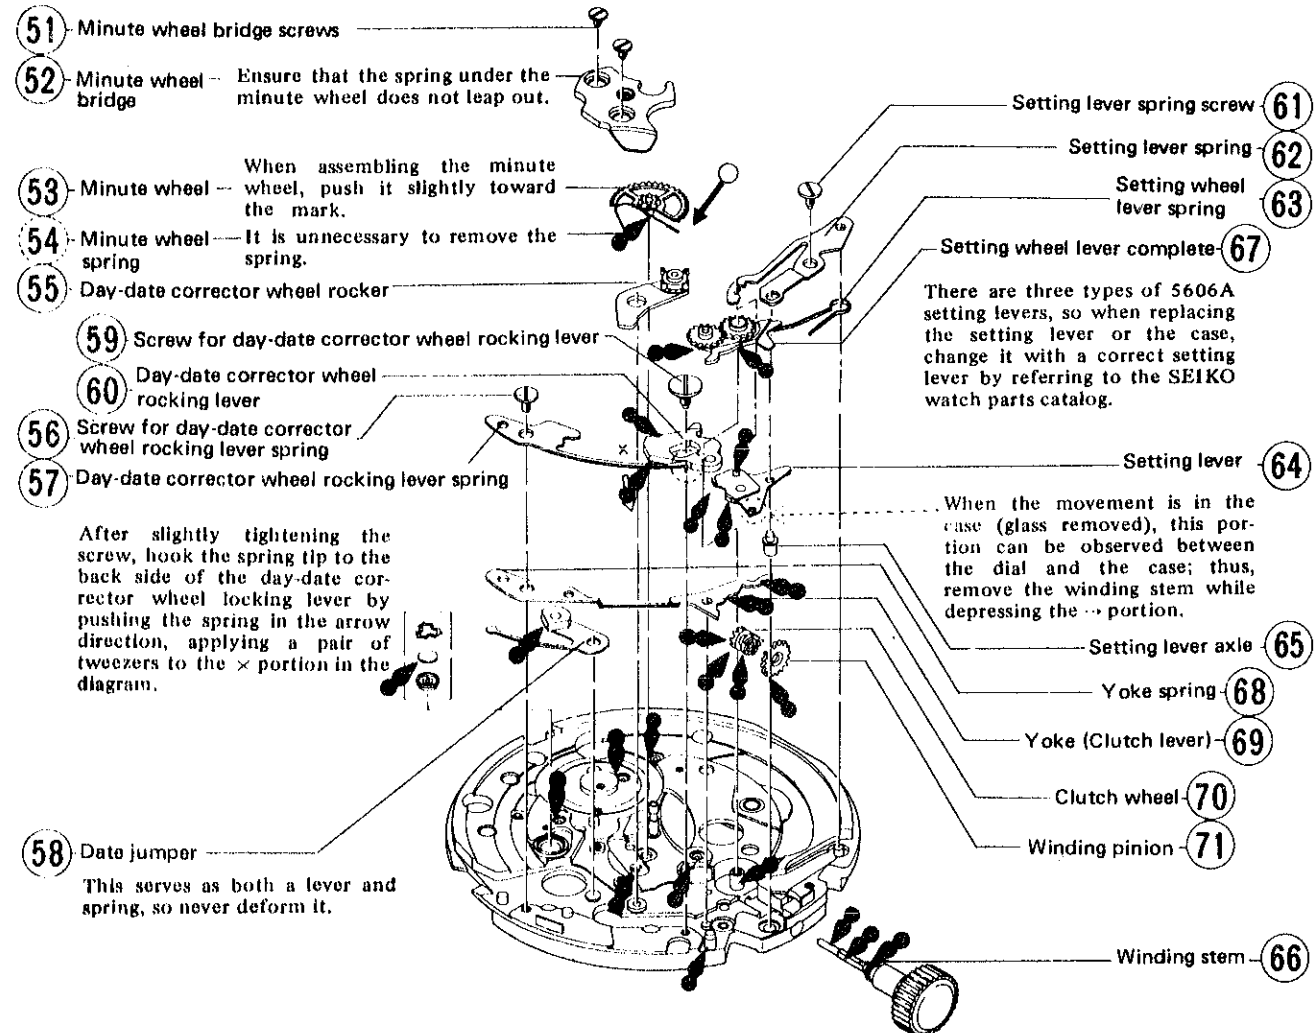 51 Minute wheel bridge screws
52 Minute wheel
bridge
Ensure that the spring under the
minute wheel does not leap out.
53 Minute wheel
When assembling the minute
wheel, push it slightly toward
the mark.
54 Minute wheel
spring
It is unnecessary to remove the
spring.
55 Day-date corrector wheel rocker
59 Screw for day-date corrector wheel rocking lever
60 Day-date corrector wheel
rocking lever
56 Screw for day-date corrector
wheel rocking lever spring
57 Day-date corrector wheel rocking lever spring
After slightly tightening the
screw, hook the spring tip to the
back side of the day-date cor-
rector wheel locking lever by
pushing the spring in the arrow
direction, applying a pair of
tweezers to the × portion in the
diagram.
×
58 Date jumper
This serves as both a lever and
spring, so never deform it.
Setting lever spring screw 61
Setting lever spring 62
Setting wheel
lever spring 63
Setting wheel lever complete 67
There are three types of 5606A
setting levers, so when replacing
the setting lever or the case,
change it with a correct setting
lever by referring to the SEIKO
watch parts catalog.
Setting lever 64
When the movement is in the
case (glass removed), this por-
tion can be observed between
the dial and the case; thus,
remove the winding stem while
depressing the ⇢ portion.
Setting lever axle 65
Yoke spring 68
Yoke (Clutch lever) 69
Clutch wheel 70
Winding pinion 71
Winding stem 66